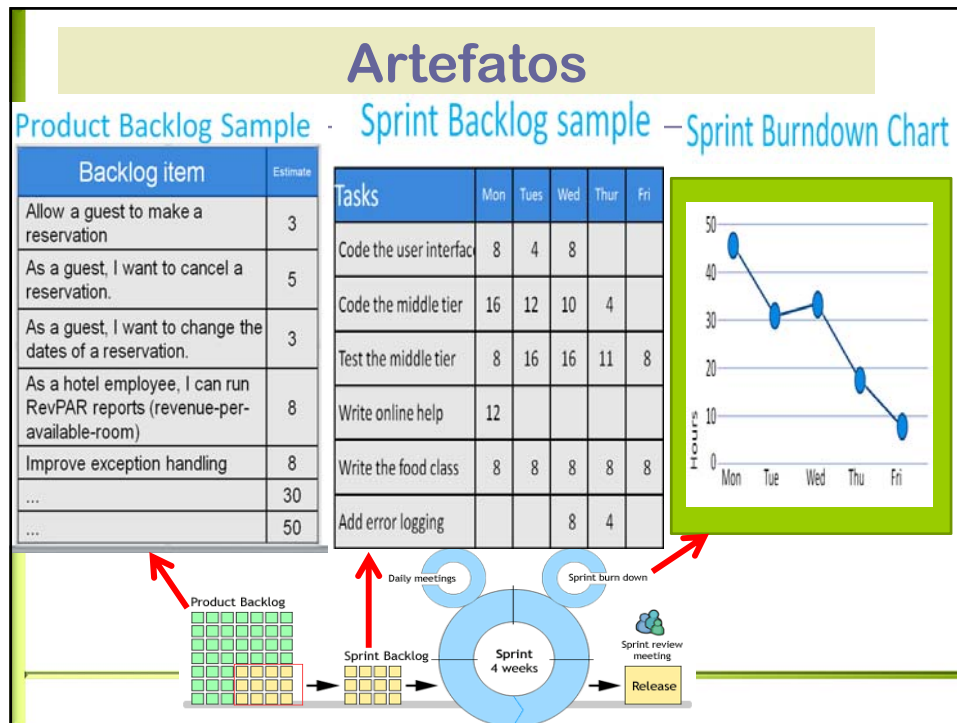 Artefatos
Product Backlog Sample - Sprint Backlog sample – Sprint Burndown Chart
Backlog item Estimate
Allow a guest to make a
reservation 3
As a guest, I want to cancel a
reservation. 5
As a guest, I want to change the
dates of a reservation. 3
As a hotel employee, I can run
RevPAR reports (revenue-per-
available-room) 8
Improve exception handling 8
... 30
... 50
Tasks Mon Tues Wed Thur Fri
Code the user interfac 8 4 8
Code the middle tier 16 12 10 4
Test the middle tier 8 16 16 11 8
Write online help 12
Write the food class 8 8 8 8 8
Add error logging 8 4
50
40
30
20
10
0
Hours
Mon Tue Wed Thu Fri
Daily meetings
Sprint burn down
Product Backlog
Sprint Backlog
Sprint
4 weeks
Sprint review
meeting
Release